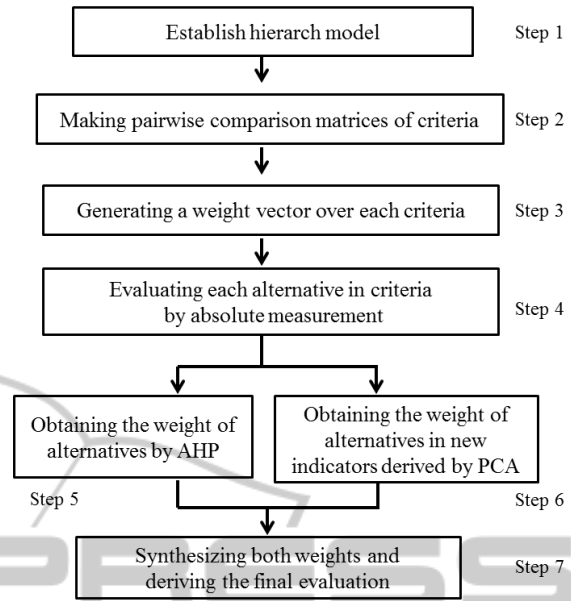 Establish hierarch model
Step 1
Making pairwise comparison matrices of criteria
Step 2
Generating a weight vector over each criteria
Step 3
Evaluating each alternative in criteria
by absolute measurement
Step 4
Obtaining the weight of
alternatives by AHP
Step 5
Obtaining the weight of
alternatives in new
indicators derived by PCA
Step 6
Synthesizing both weights and
deriving the final evaluation
Step 7
PRESS